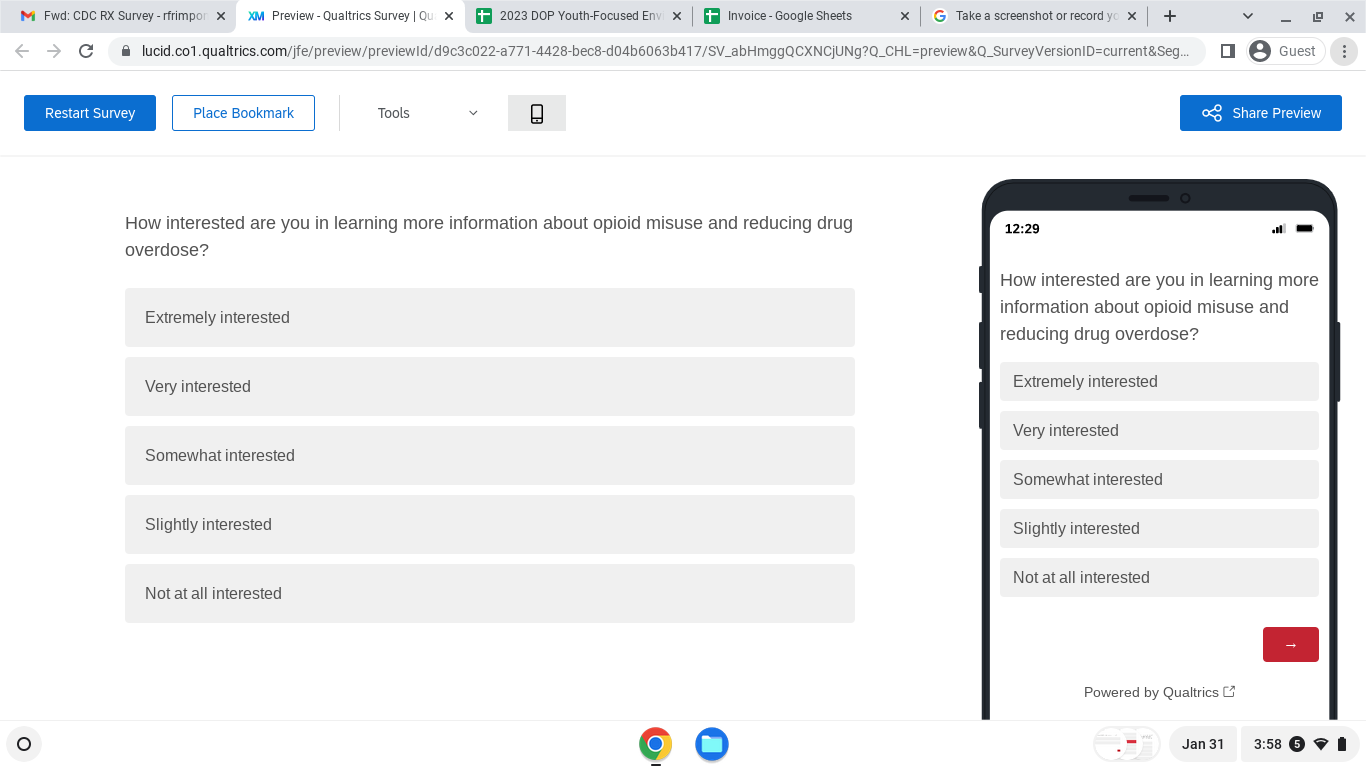 Fwd: CDC RX Survey - rfrimpor
XM Preview - Qualtrics Survey | Qu
2023 DOP Youth-Focused Envi
Invoice - Google Sheets
Take a screenshot or record yo
lucid.co1.qualtrics.com/jfe/preview/previewId/d9c3c022-a771-4428-bec8-d04b6063b417/SV_abHmggQCXNCjUNg?Q_CHL=preview&Q_SurveyVersionID=current&Seg...
Guest
Restart Survey
Place Bookmark
Tools
Share Preview
How interested are you in learning more information about opioid misuse and reducing drug
overdose?
Extremely interested
Very interested
Somewhat interested
Slightly interested
Not at all interested
12:29
How interested are you in learning more
information about opioid misuse and
reducing drug overdose?
Extremely interested
Very interested
Somewhat interested
Slightly interested
Not at all interested
→
Powered by Qualtrics
Jan 31
3:58
5